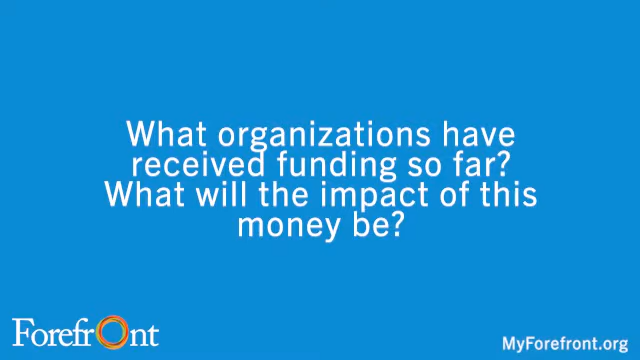 What organizations have
received funding so far?
What will the impact of this
money be?
Forefront
MyForefront.org